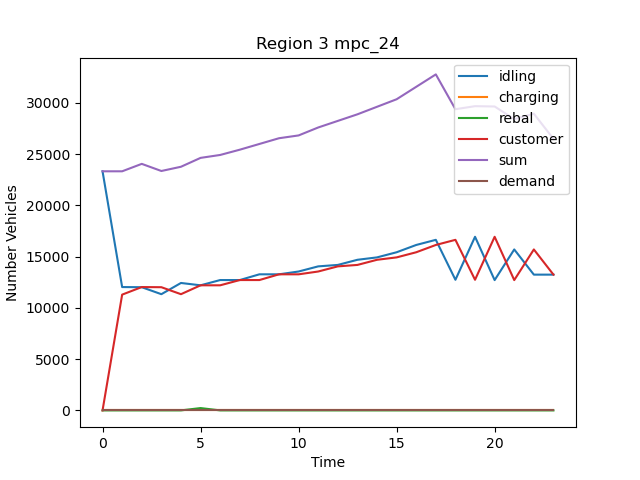 Region 3 mpc_24
idling
charging
rebal
customer
sum
demand
Number Vehicles
30000
25000
20000
15000
10000
5000
0
0 5 10 15 20
Time